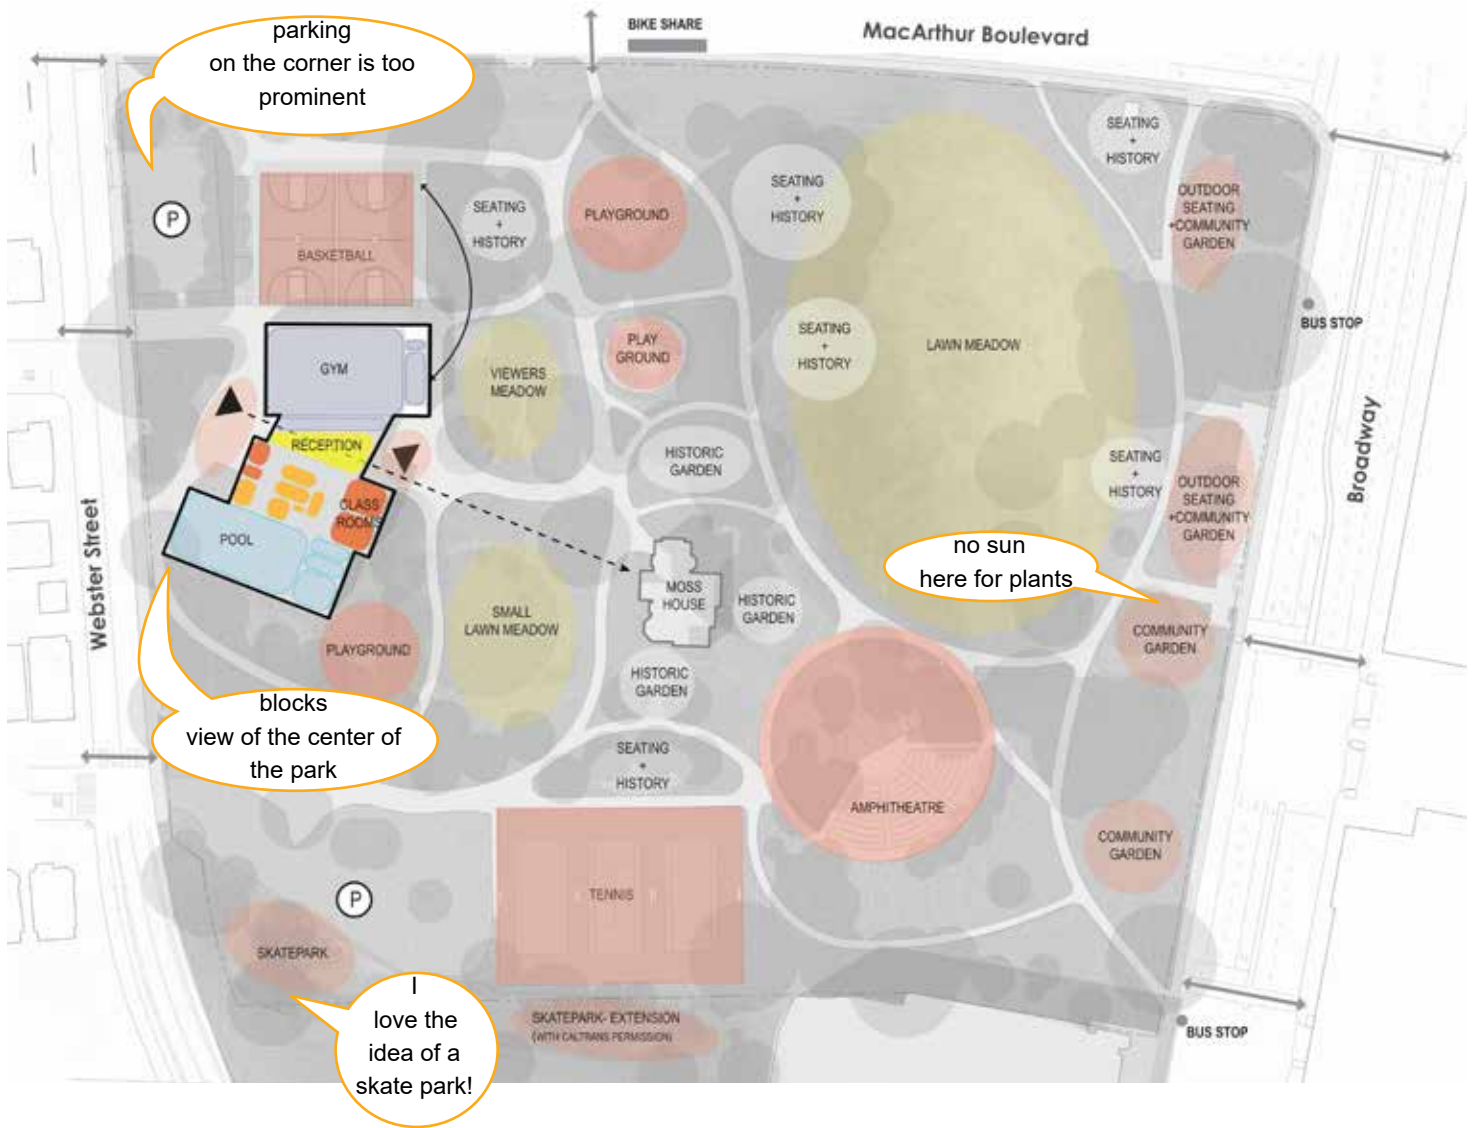 BIKE SHARE
MacArthur Boulevard
parking
on the corner is too
prominent
SEATING
+
HISTORY
P
BASKETBALL
SEATING
+
HISTORY
PLAYGROUND
SEATING
+
HISTORY
OUTDOOR
SEATING
+COMMUNITY
GARDEN
BUS STOP
GYM
VIEWERS
MEADOW
PLAY
GROUND
SEATING
+
HISTORY
LAWN MEADOW
RECEPTION
CLASS
ROOMS
POOL
HISTORIC
GARDEN
SEATING
+
HISTORY
OUTDOOR
SEATING
+COMMUNITY
GARDEN
Broadway
Webster Street
no sun
here for plants
MOSS
HOUSE
HISTORIC
GARDEN
SMALL
LAWN MEADOW
PLAYGROUND
COMMUNITY
GARDEN
HISTORIC
GARDEN
blocks
view of the center of
the park
SEATING
+
HISTORY
AMPHITHEATRE
COMMUNITY
GARDEN
P
TENNIS
SKATEPARK
I
love the
idea of a
skate park!
SKATEPARK- EXTENSION
(WITH CALTRANS PERMISSION)
BUS STOP